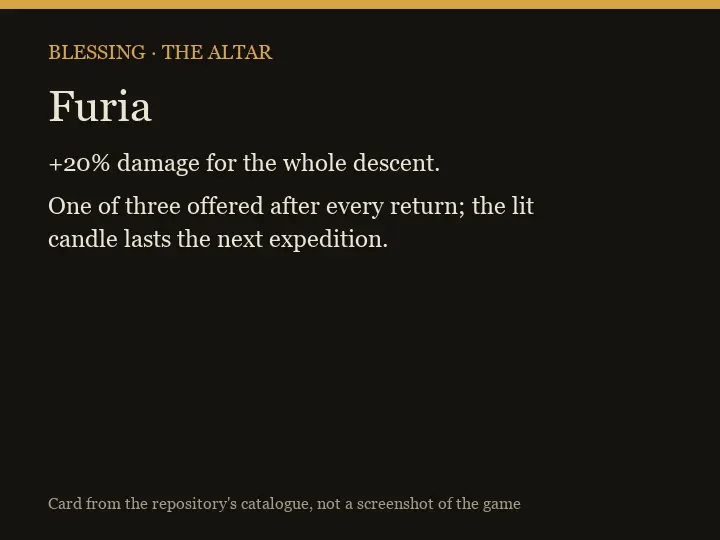 BLESSING · THE ALTAR
Furia
+20% damage for the whole descent.
One of three offered after every return; the lit
candle lasts the next expedition.
Card from the repository's catalogue, not a screenshot of the game